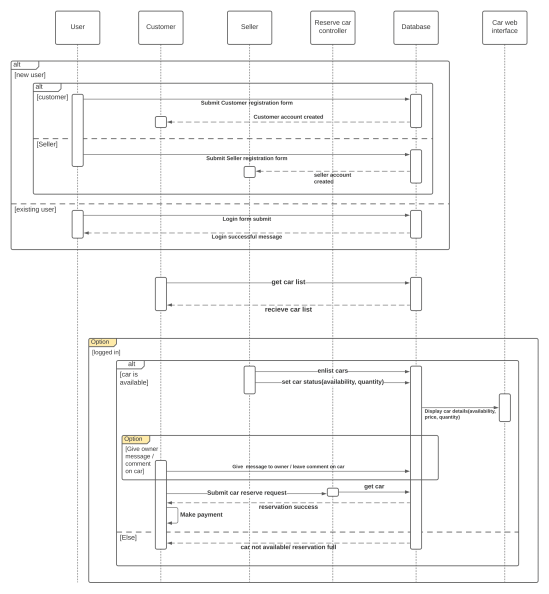 User
Customer
Seller
Reserve car
controller
Database
Car web
interface
alt
[new user]
alt
[customer]
Submit Customer registration form
Customer account created
[Seller]
Submit Seller registration form
seller account
created
[existing user]
Login form submit
Login successful message
get car list
recieve car list
Option
[logged in]
alt
[car is
available]
enlist cars
set car status(availability, quantity)
Display car details(availability,
price, quantity)
Option
[Give owner
message /
comment
on car]
Give message to owner / leave comment on car
get car
Submit car reserve request
reservation success
Make payment
[Else]
car not available/ reservation full